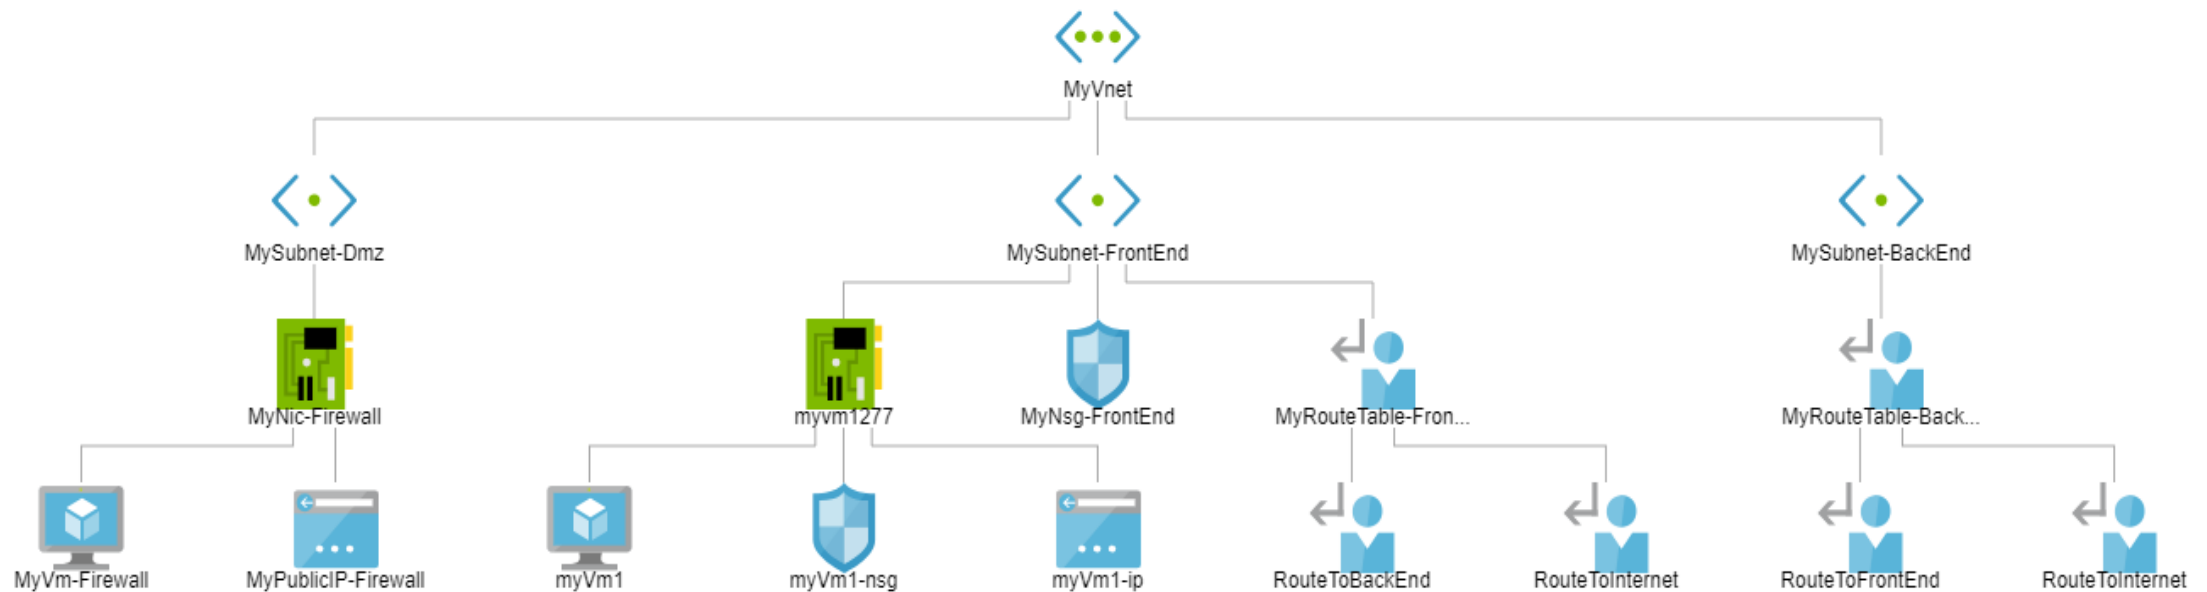 MyVnet
MySubnet-Dmz
MySubnet-FrontEnd
MySubnet-BackEnd
MyNic-Firewall
myvm1277
MyNsg-FrontEnd
MyRouteTable-Fron...
MyRouteTable-Back...
MyVm-Firewall
MyPublicIP-Firewall
myVm1
myVm1-nsg
myVm1-ip
RouteToBackEnd
RouteToInternet
RouteToFrontEnd
RouteToInternet